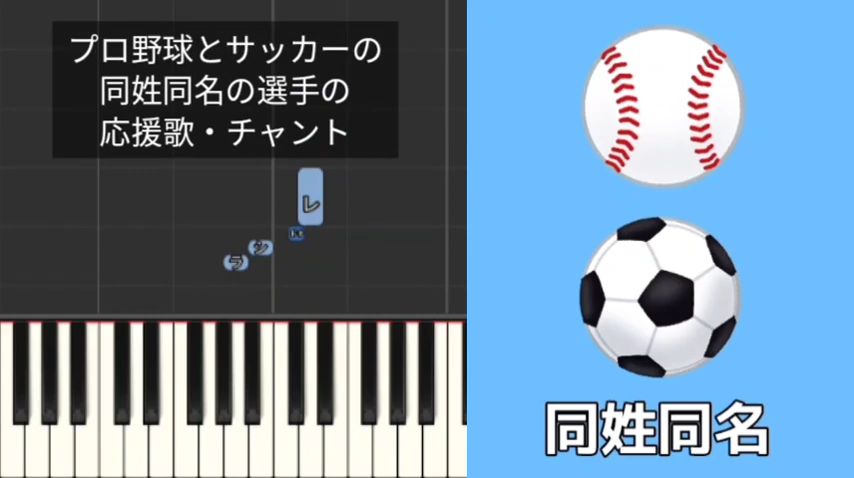 プロ野球とサッカーの
同姓同名の選手の
応援歌・チャント
レ
シ
ラ
同姓同名